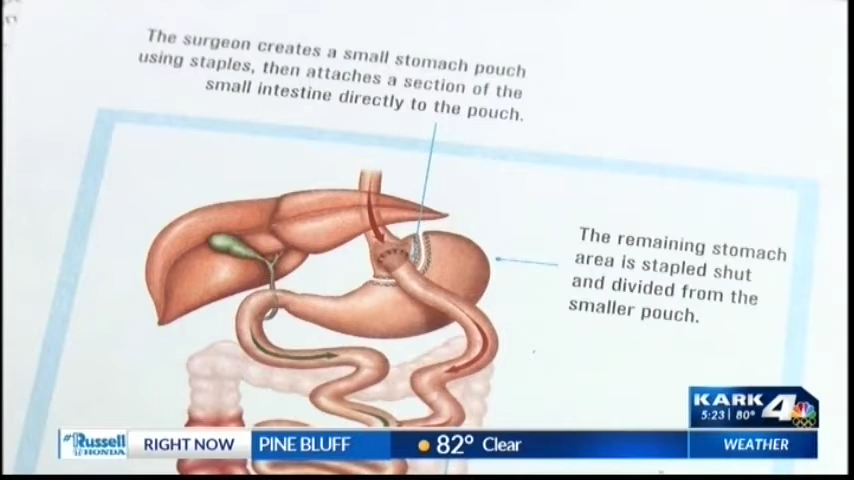 The surgeon creates a small stomach pouch
using staples, then attaches a section of the
small intestine directly to the pouch.
The remaining stomach
area is stapled shut
and divided from the
smaller pouch.
KARK 4
5:23 80°
#1 Russell
HONDA
RIGHT NOW
PINE BLUFF
82° Clear
WEATHER